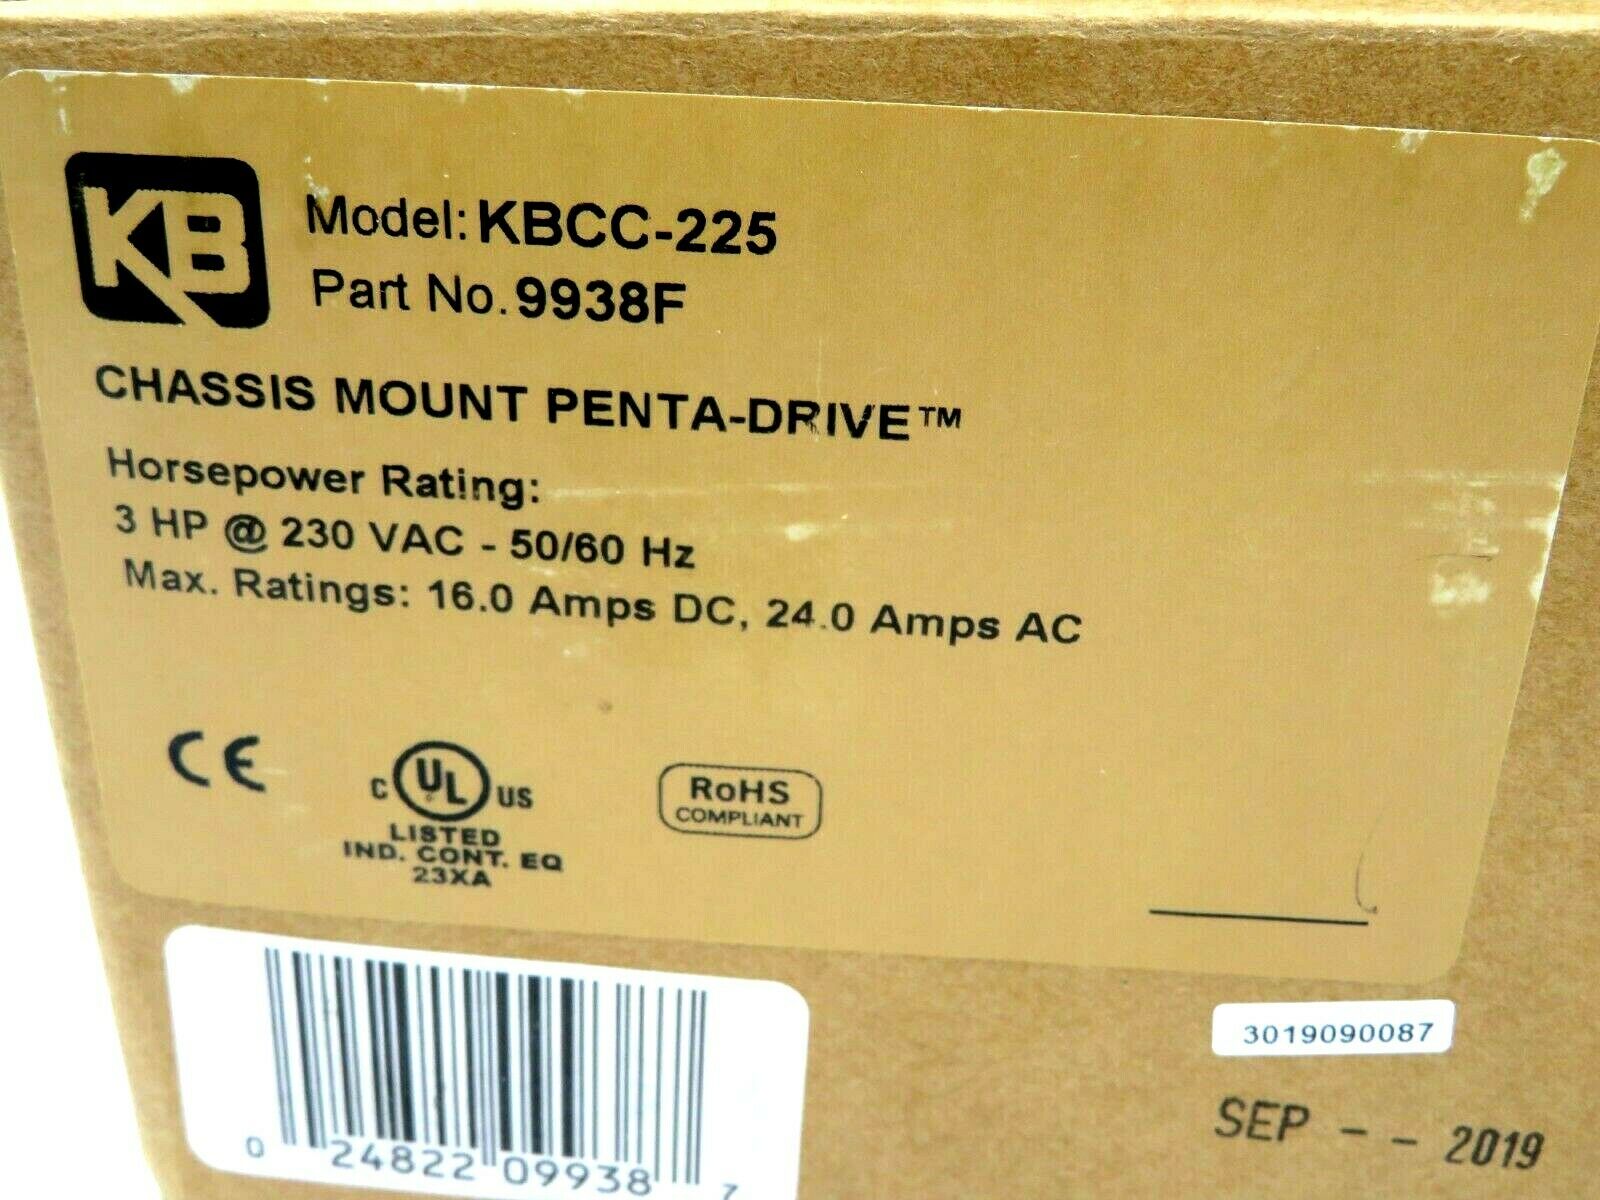 KB
Model: KBCC-225
Part No. 9938F
CHASSIS MOUNT PENTA-DRIVE™
Horsepower Rating:
3 HP @ 230 VAC - 50/60 Hz
Max. Ratings: 16.0 Amps DC, 24.0 Amps AC
CE
C UL US
LISTED
IND. CONT. EQ
23XA
RoHS
COMPLIANT
3019090087
SEP - - 2019
0 24822 09938 7